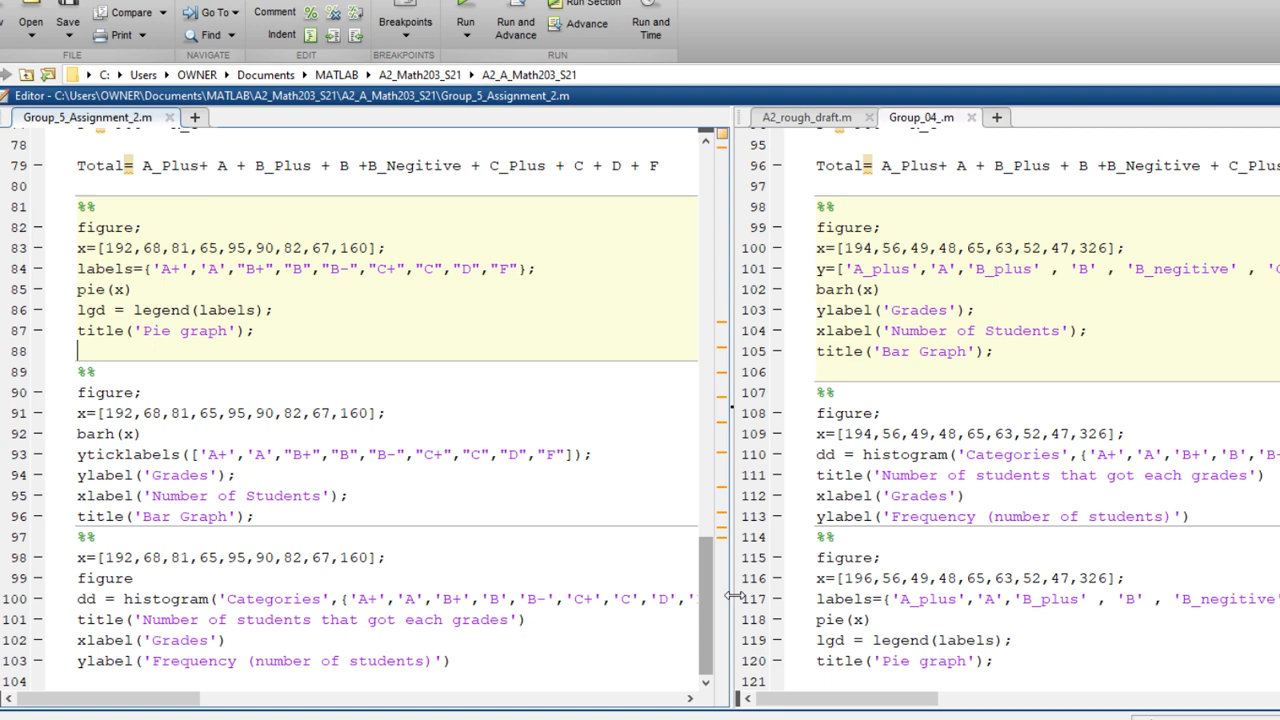 Open
Save
Compare
Print
Go To
Find
Comment
Indent
Breakpoints
Run
Run and
Advance
Run Section
Advance
Run and
Time
FILE
NAVIGATE
EDIT
BREAKPOINTS
RUN
C: Users OWNER Documents MATLAB A2_Math203_S21 A2_A_Math203_S21
Editor - C:\Users\OWNER\Documents\MATLAB\A2_Math203_S21\A2_A_Math203_S21\Group_5_Assignment_2.m
Group_5_Assignment_2.m
78
79 Total= A_Plus+ A + B_Plus + B +B_Negitive + C_Plus + C + D + F
80
81 %%
82 figure;
83 x=[192,68,81,65,95,90,82,67,160];
84 labels={'A+','A',"B+","B","B-","C+","C","D","F"};
85 pie(x)
86 lgd = legend(labels);
87 title('Pie graph');
88
89 %%
90 figure;
91 x=[192,68,81,65,95,90,82,67,160];
92 barh(x)
93 yticklabels(['A+','A',"B+","B","B-","C+","C","D","F"]);
94 ylabel('Grades');
95 xlabel('Number of Students');
96 title('Bar Graph');
97 %%
98 x=[192,68,81,65,95,90,82,67,160];
99 figure
100 dd = histogram('Categories',{'A+','A','B+','B','B-','C+','C','D','
101 title('Number of students that got each grades')
102 xlabel('Grades')
103 ylabel('Frequency (number of students)')
104
A2_rough_draft.m
Group_04_.m
95
96 Total= A_Plus+ A + B_Plus + B +B_Negitive + C_Plus
97
98 %%
99 figure;
100 x=[194,56,49,48,65,63,52,47,326];
101 y=['A_plus','A','B_plus' , 'B' , 'B_negitive' , 'C
102 barh(x)
103 ylabel('Grades');
104 xlabel('Number of Students');
105 title('Bar Graph');
106
107 %%
108 figure;
109 x=[194,56,49,48,65,63,52,47,326];
110 dd = histogram('Categories',{'A+','A','B+','B','B-
111 title('Number of students that got each grades')
112 xlabel('Grades')
113 ylabel('Frequency (number of students)')
114 %%
115 figure;
116 x=[196,56,49,48,65,63,52,47,326];
117 labels={'A_plus','A','B_plus' , 'B' , 'B_negitive'
118 pie(x)
119 lgd = legend(labels);
120 title('Pie graph');
121